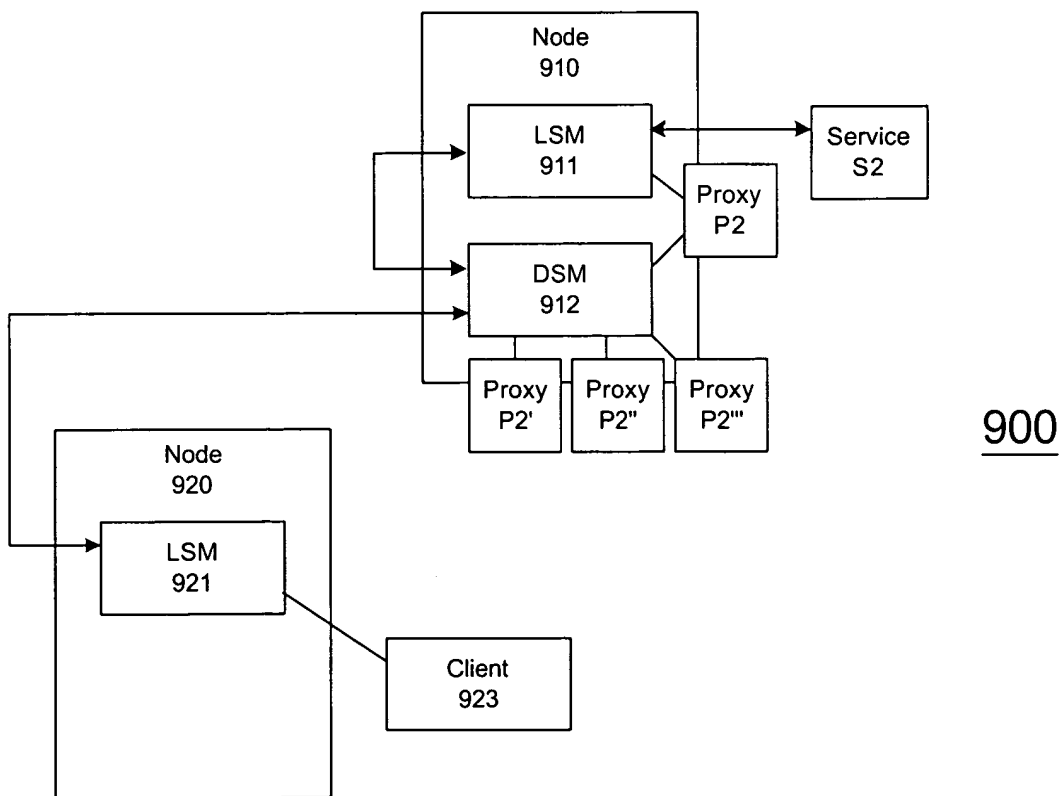 Node
910
LSM
911
Service
S2
Proxy
P2
DSM
912
Proxy
P2'
Proxy
P2"
Proxy
P2'"
900
Node
920
LSM
921
Client
923